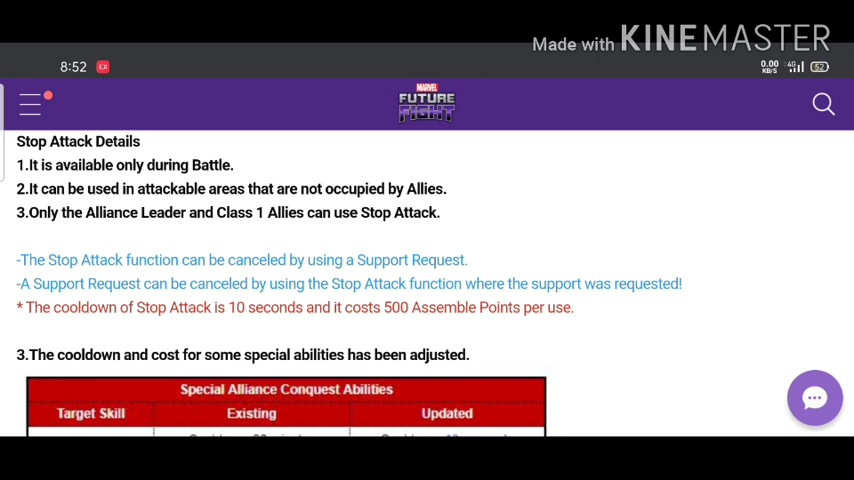 Made with KINEMASTER
8:52
0.00 KB/S 4G 52
MARVEL
FUTURE
FIGHT
Stop Attack Details
1.It is available only during Battle.
2.It can be used in attackable areas that are not occupied by Allies.
3.Only the Alliance Leader and Class 1 Allies can use Stop Attack.
-The Stop Attack function can be canceled by using a Support Request.
-A Support Request can be canceled by using the Stop Attack function where the support was requested!
* The cooldown of Stop Attack is 10 seconds and it costs 500 Assemble Points per use.
3.The cooldown and cost for some special abilities has been adjusted.
Special Alliance Conquest Abilities
Target Skill Existing Updated